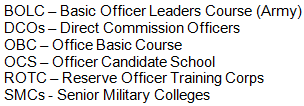 BOLC – Basic Officer Leaders Course (Army)
DCOs – Direct Commission Officers
OBC – Office Basic Course
OCS – Officer Candidate School
ROTC – Reserve Officer Training Corps
SMCs - Senior Military Colleges